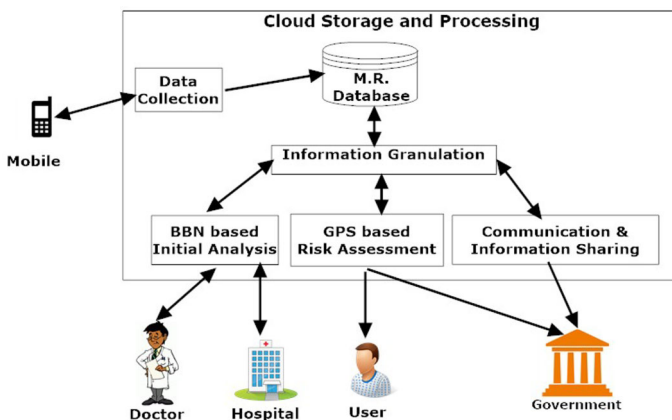 Cloud Storage and Processing
Data
Collection
M.R.
Database
Mobile
Information Granulation
BBN based
Initial Analysis
GPS based
Risk Assessment
Communication &
Information Sharing
Doctor
Hospital
User
Government